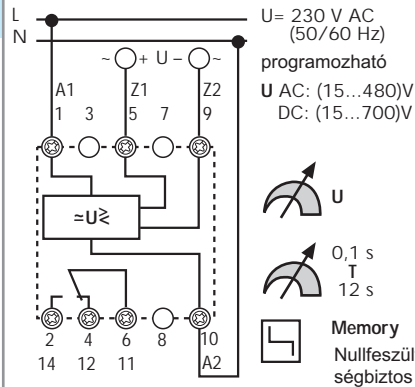 L
N
U= 230 V AC
(50/60 Hz)
~ + U – ~
programozható
A1 Z1 Z2
U AC: (15...480)V
1 3 5 7 9
DC: (15...700)V
≃U≷
U
0,1 s
T
12 s
2 4 6 8 10
14 12 11 A2
Memory
Nullfeszül
ségbiztos